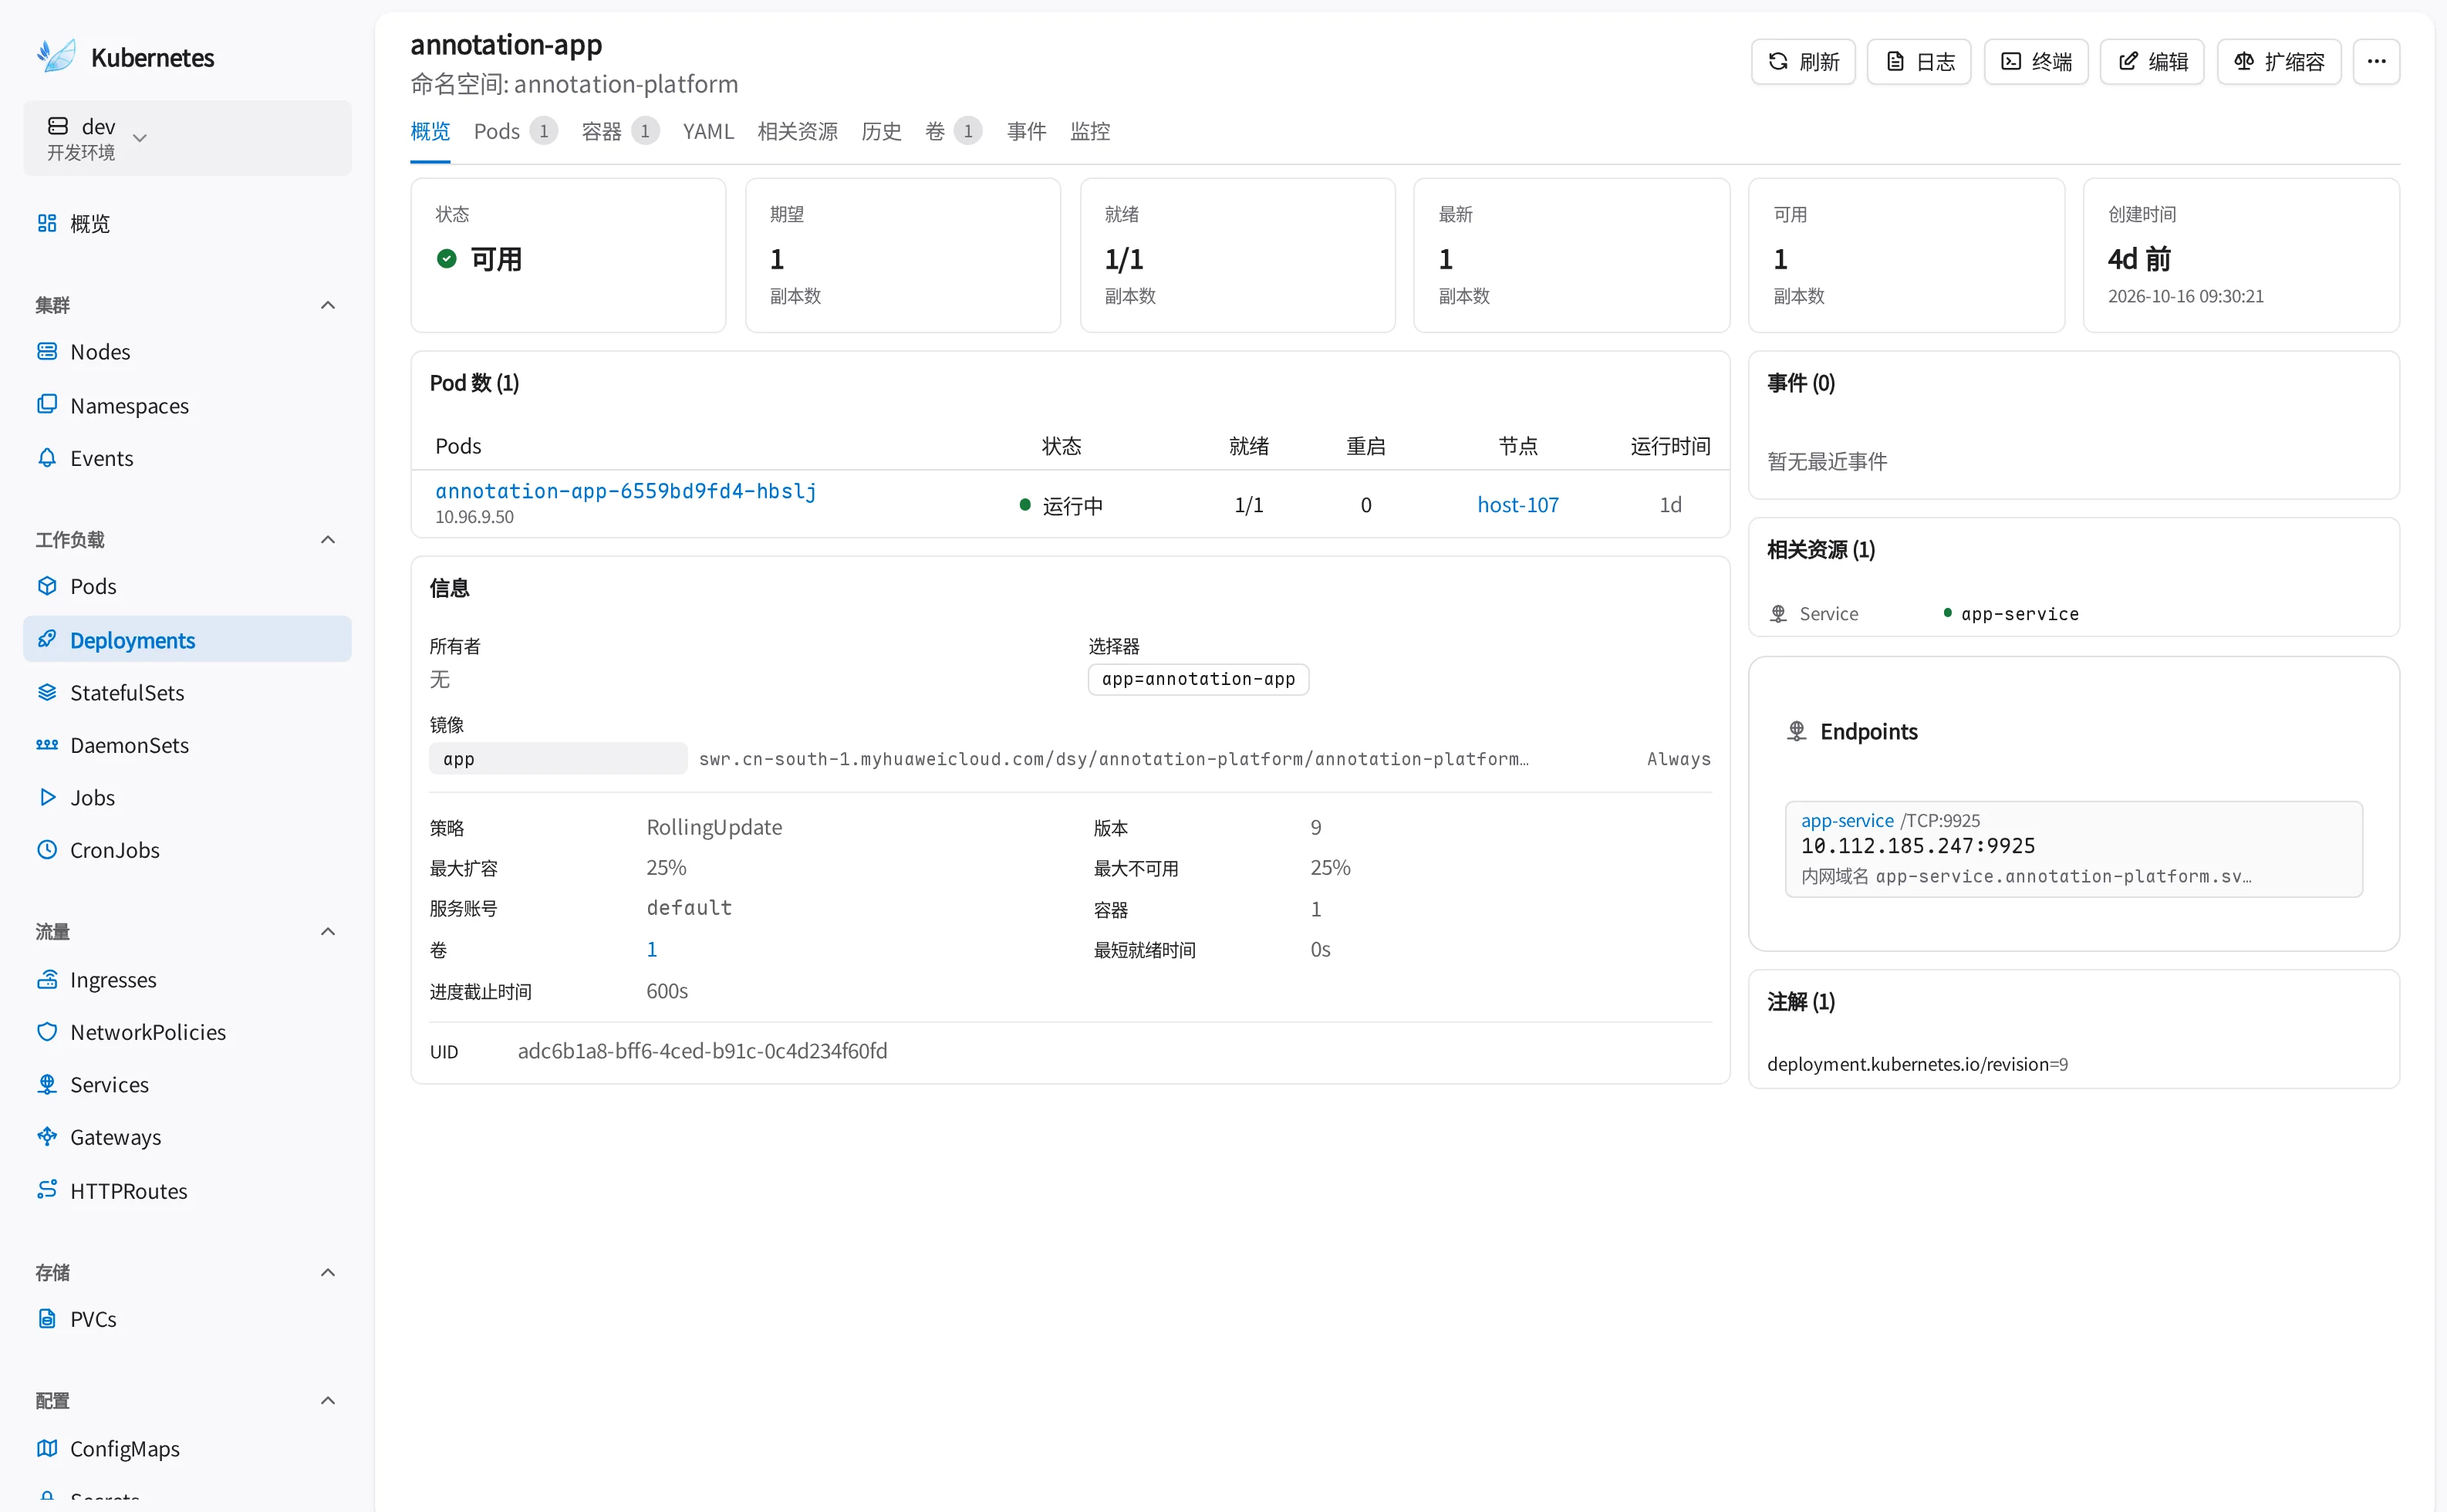 Kubernetes
dev
开发环境
概览
集群
Nodes
Namespaces
Events
工作负载
Pods
Deployments
StatefulSets
DaemonSets
Jobs
CronJobs
流量
Ingresses
NetworkPolicies
Services
Gateways
HTTPRoutes
存储
PVCs
配置
ConfigMaps
annotation-app
命名空间: annotation-platform
刷新 日志 终端 编辑 扩缩容 ···
概览 Pods 1 容器 1 YAML 相关资源 历史 卷 1 事件 监控
状态
可用
期望
1
副本数
就绪
1/1
副本数
最新
1
副本数
可用
1
副本数
创建时间
4d 前
2026-10-16 09:30:21
Pod 数 (1)
Pods 状态 就绪 重启 节点 运行时间
annotation-app-6559bd9fd4-hbslj 运行中 1/1 0 host-107 1d
10.96.9.50
信息
所有者
无
选择器
app=annotation-app
镜像
app swr.cn-south-1.myhuaweicloud.com/dsy/annotation-platform/annotation-platform… Always
策略 RollingUpdate 版本 9
最大扩容 25% 最大不可用 25%
服务账号 default 容器 1
卷 1 最短就绪时间 0s
进度截止时间 600s
UID adc6b1a8-bff6-4ced-b91c-0c4d234f60fd
事件 (0)
暂无最近事件
相关资源 (1)
Service app-service
Endpoints
app-service /TCP:9925
10.112.185.247:9925
内网域名 app-service.annotation-platform.sv…
注解 (1)
deployment.kubernetes.io/revision=9